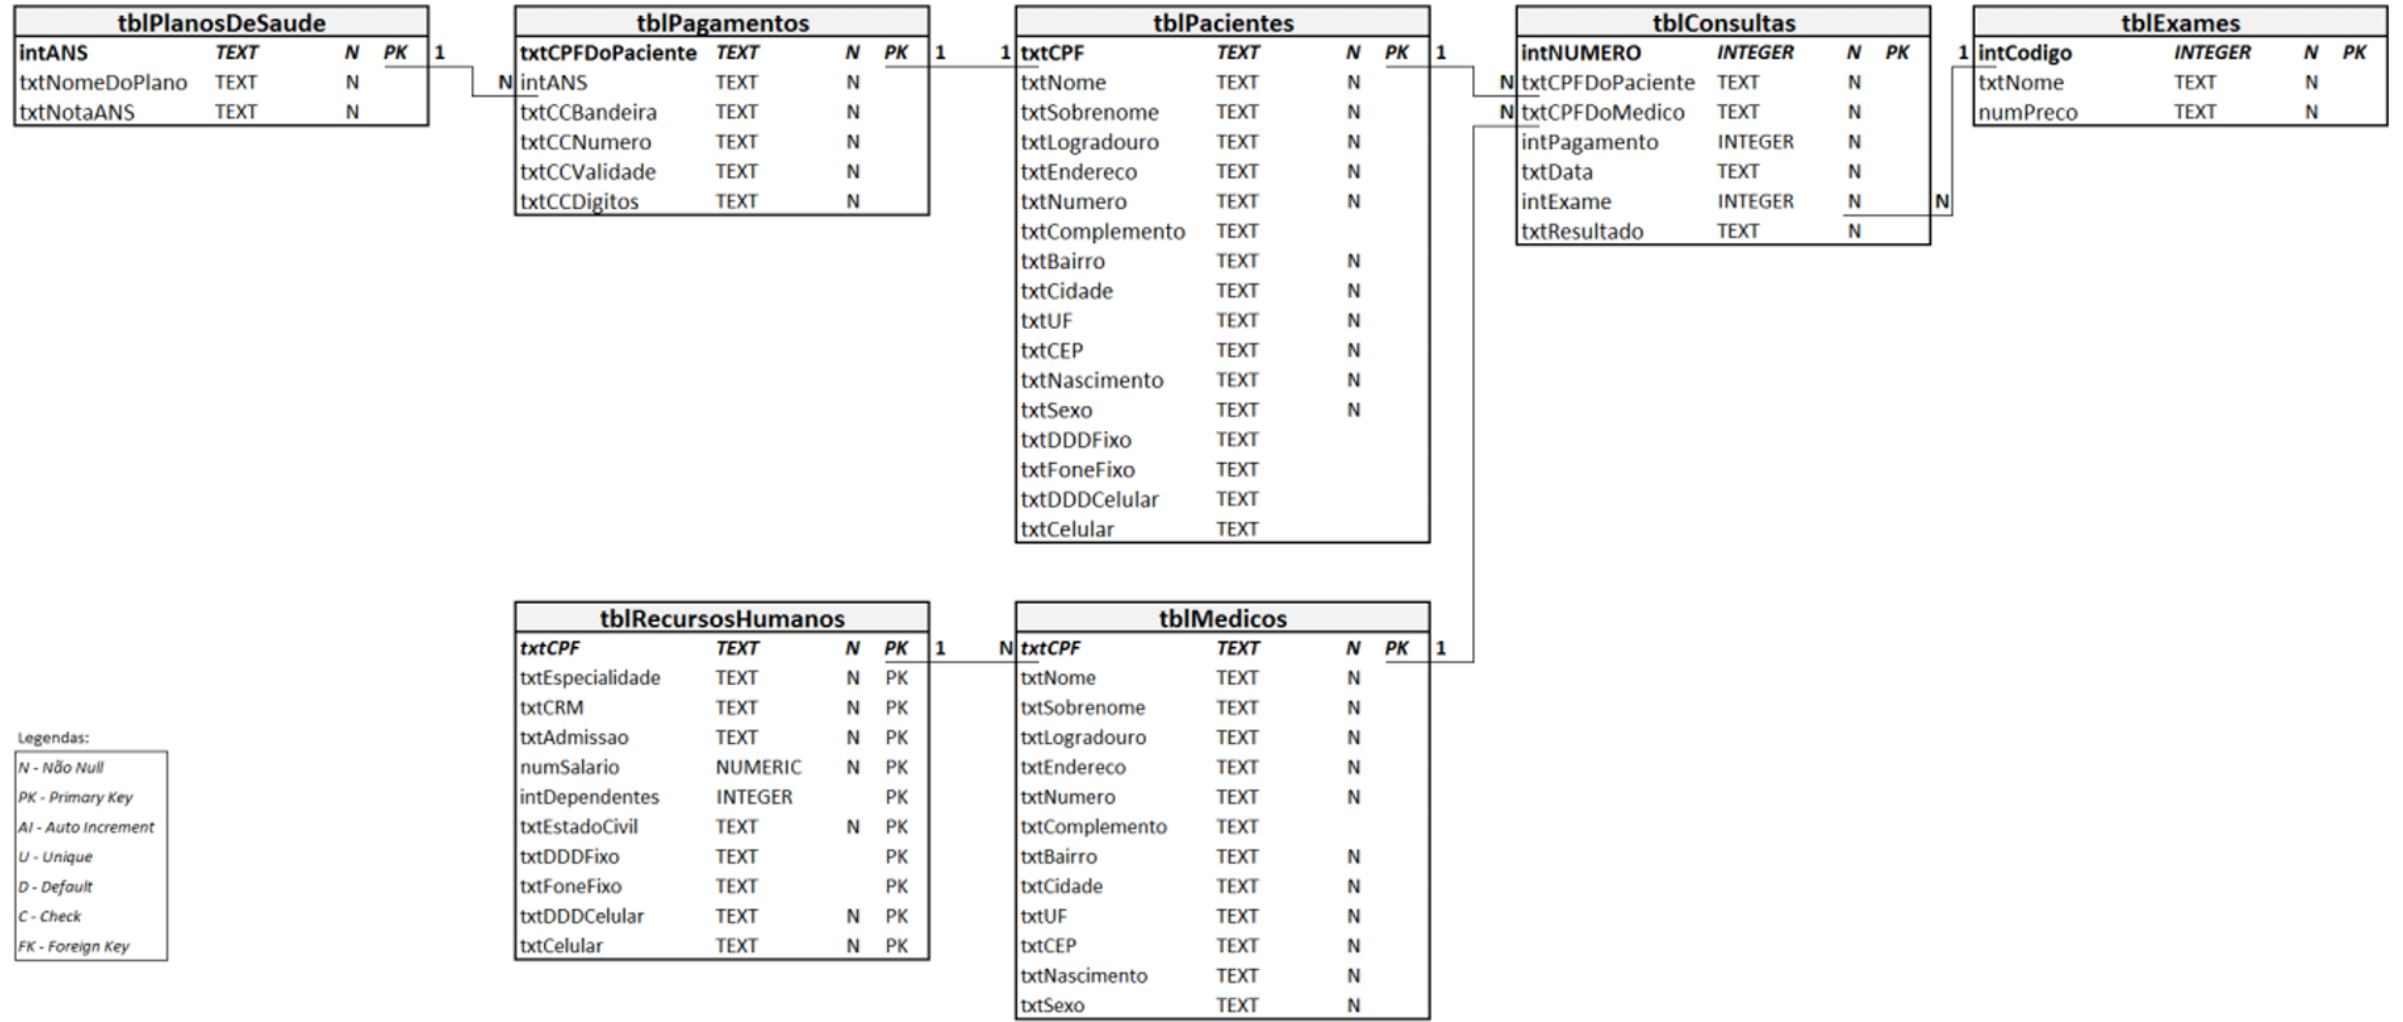 tblPlanosDeSaude
intANS TEXT N PK 1
txtNomeDoPlano TEXT N
txtNotaANS TEXT N
tblPagamentos
txtCPFDoPaciente TEXT N PK 1
N intANS TEXT N
txtCCBandeira TEXT N
txtCCNumero TEXT N
txtCCValidade TEXT N
txtCCDigitos TEXT N
tblPacientes
1 txtCPF TEXT N PK 1
txtNome TEXT N
txtSobrenome TEXT N
txtLogradouro TEXT N
txtEndereco TEXT N
txtNumero TEXT N
txtComplemento TEXT
txtBairro TEXT N
txtCidade TEXT N
txtUF TEXT N
txtCEP TEXT N
txtNascimento TEXT N
txtSexo TEXT N
txtDDDFixo TEXT
txtFoneFixo TEXT
txtDDDCelular TEXT
txtCelular TEXT
tblConsultas
intNUMERO INTEGER N PK
N txtCPFDoPaciente TEXT N
N txtCPFDoMedico TEXT N
intPagamento INTEGER N
txtData TEXT N
intExame INTEGER N N
txtResultado TEXT N
tblExames
1 intCodigo INTEGER N PK
txtNome TEXT N
numPreco TEXT N
tblRecursosHumanos
txtCPF TEXT N PK 1
txtEspecialidade TEXT N PK
txtCRM TEXT N PK
txtAdmissao TEXT N PK
numSalario NUMERIC N PK
intDependentes INTEGER PK
txtEstadoCivil TEXT N PK
txtDDDFixo TEXT PK
txtFoneFixo TEXT PK
txtDDDCelular TEXT N PK
txtCelular TEXT N PK
tblMedicos
N txtCPF TEXT N PK 1
txtNome TEXT N
txtSobrenome TEXT N
txtLogradouro TEXT N
txtEndereco TEXT N
txtNumero TEXT N
txtComplemento TEXT
txtBairro TEXT N
txtCidade TEXT N
txtUF TEXT N
txtCEP TEXT N
txtNascimento TEXT N
txtSexo TEXT N
Legendas:
N - Não Null
PK - Primary Key
AI - Auto Increment
U - Unique
D - Default
C - Check
FK - Foreign Key